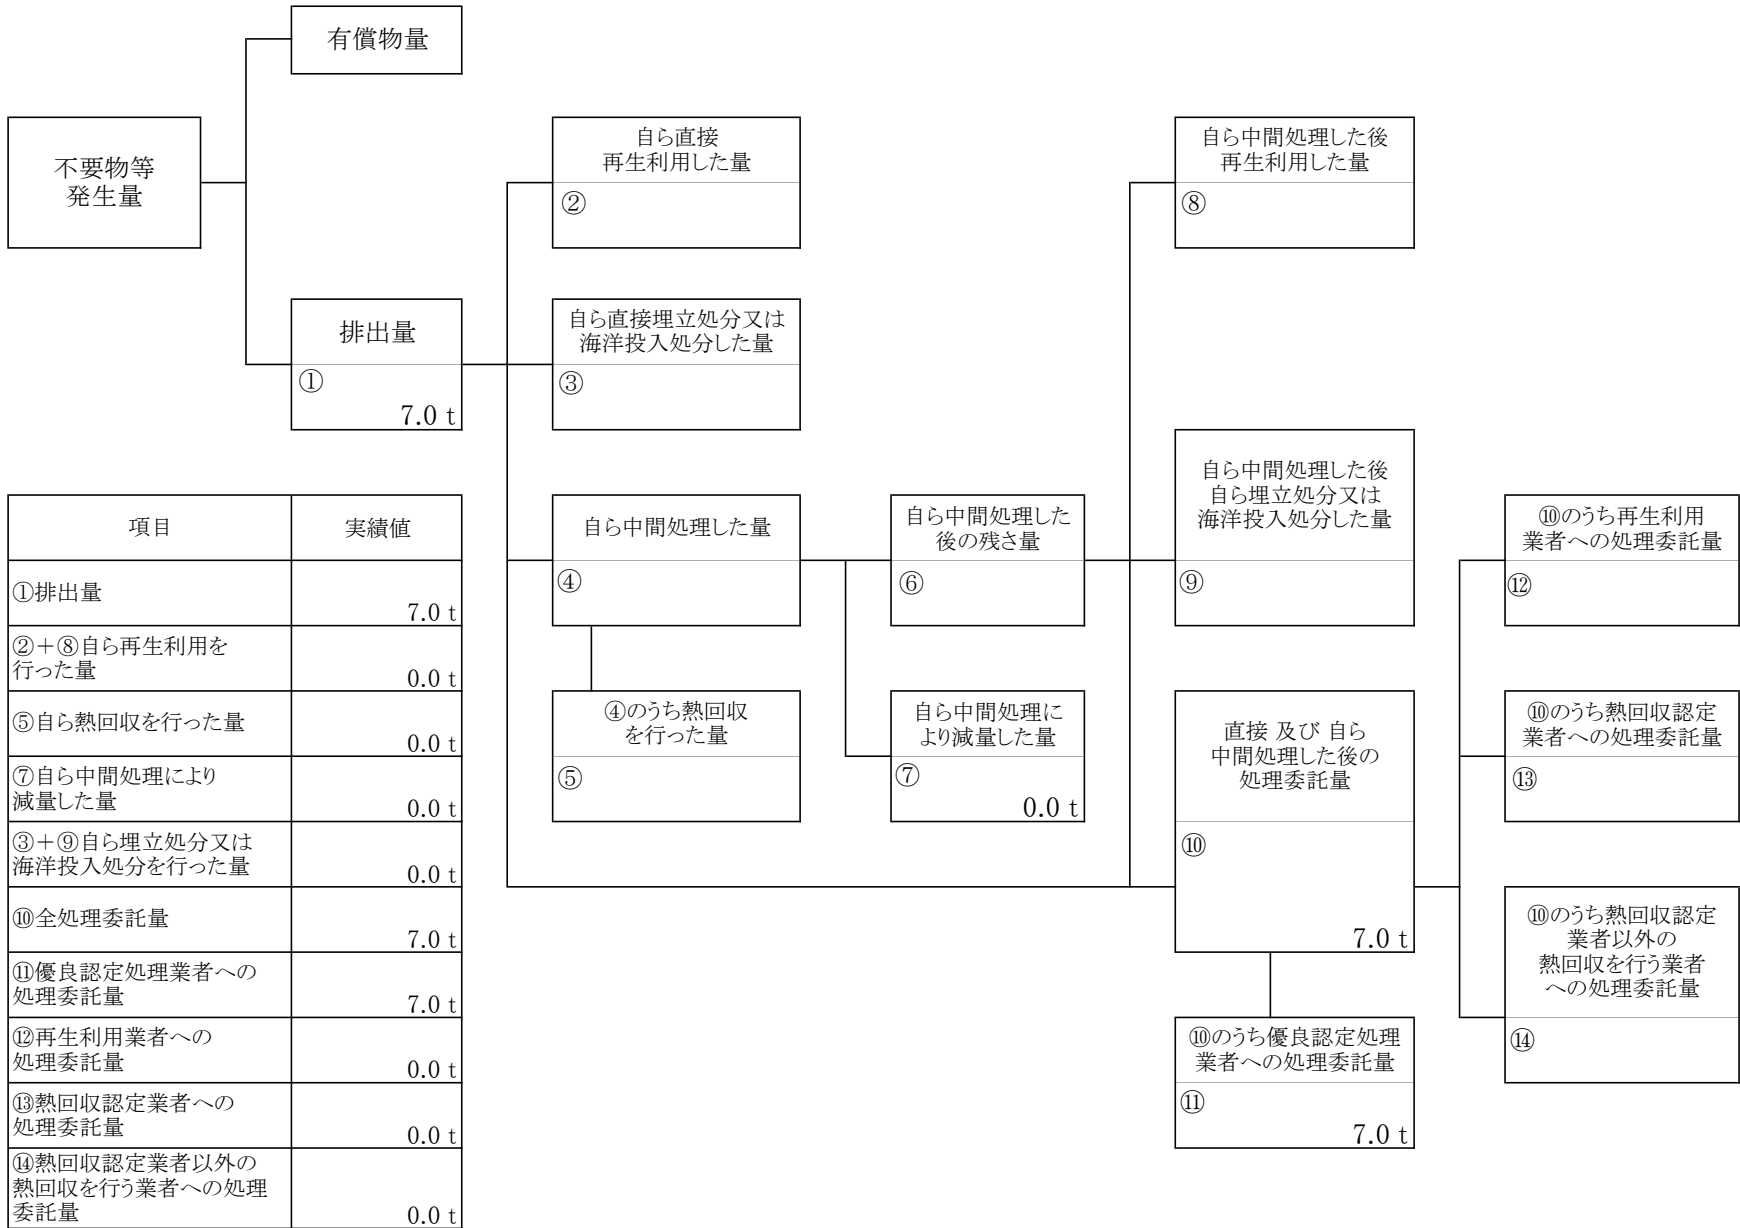 有償物量
不要物等
発生量
自ら直接
再生利用した量
②
自ら中間処理した後
再生利用した量
⑧
排出量
①
7.0 t
自ら直接埋立処分又は
海洋投入処分した量
③
自ら中間処理した量
④
自ら中間処理した
後の残さ量
⑥
自ら中間処理した後
自ら埋立処分又は
海洋投入処分した量
⑨
⑩のうち再生利用
業者への処理委託量
⑫
④のうち熱回収
を行った量
⑤
自ら中間処理に
より減量した量
⑦
0.0 t
直接 及び 自ら
中間処理した後の
処理委託量
⑩
7.0 t
⑩のうち熱回収認定
業者への処理委託量
⑬
⑩のうち熱回収認定
業者以外の
熱回収を行う業者
への処理委託量
⑭
⑩のうち優良認定処理
業者への処理委託量
⑪
7.0 t
項目 実績値
①排出量
7.0 t
②+⑧自ら再生利用を
行った量
0.0 t
⑤自ら熱回収を行った量
0.0 t
⑦自ら中間処理により
減量した量
0.0 t
③+⑨自ら埋立処分又は
海洋投入処分を行った量
0.0 t
⑩全処理委託量
7.0 t
⑪優良認定処理業者への
処理委託量
7.0 t
⑫再生利用業者への
処理委託量
0.0 t
⑬熱回収認定業者への
処理委託量
0.0 t
⑭熱回収認定業者以外の
熱回収を行う業者への処理
委託量
0.0 t